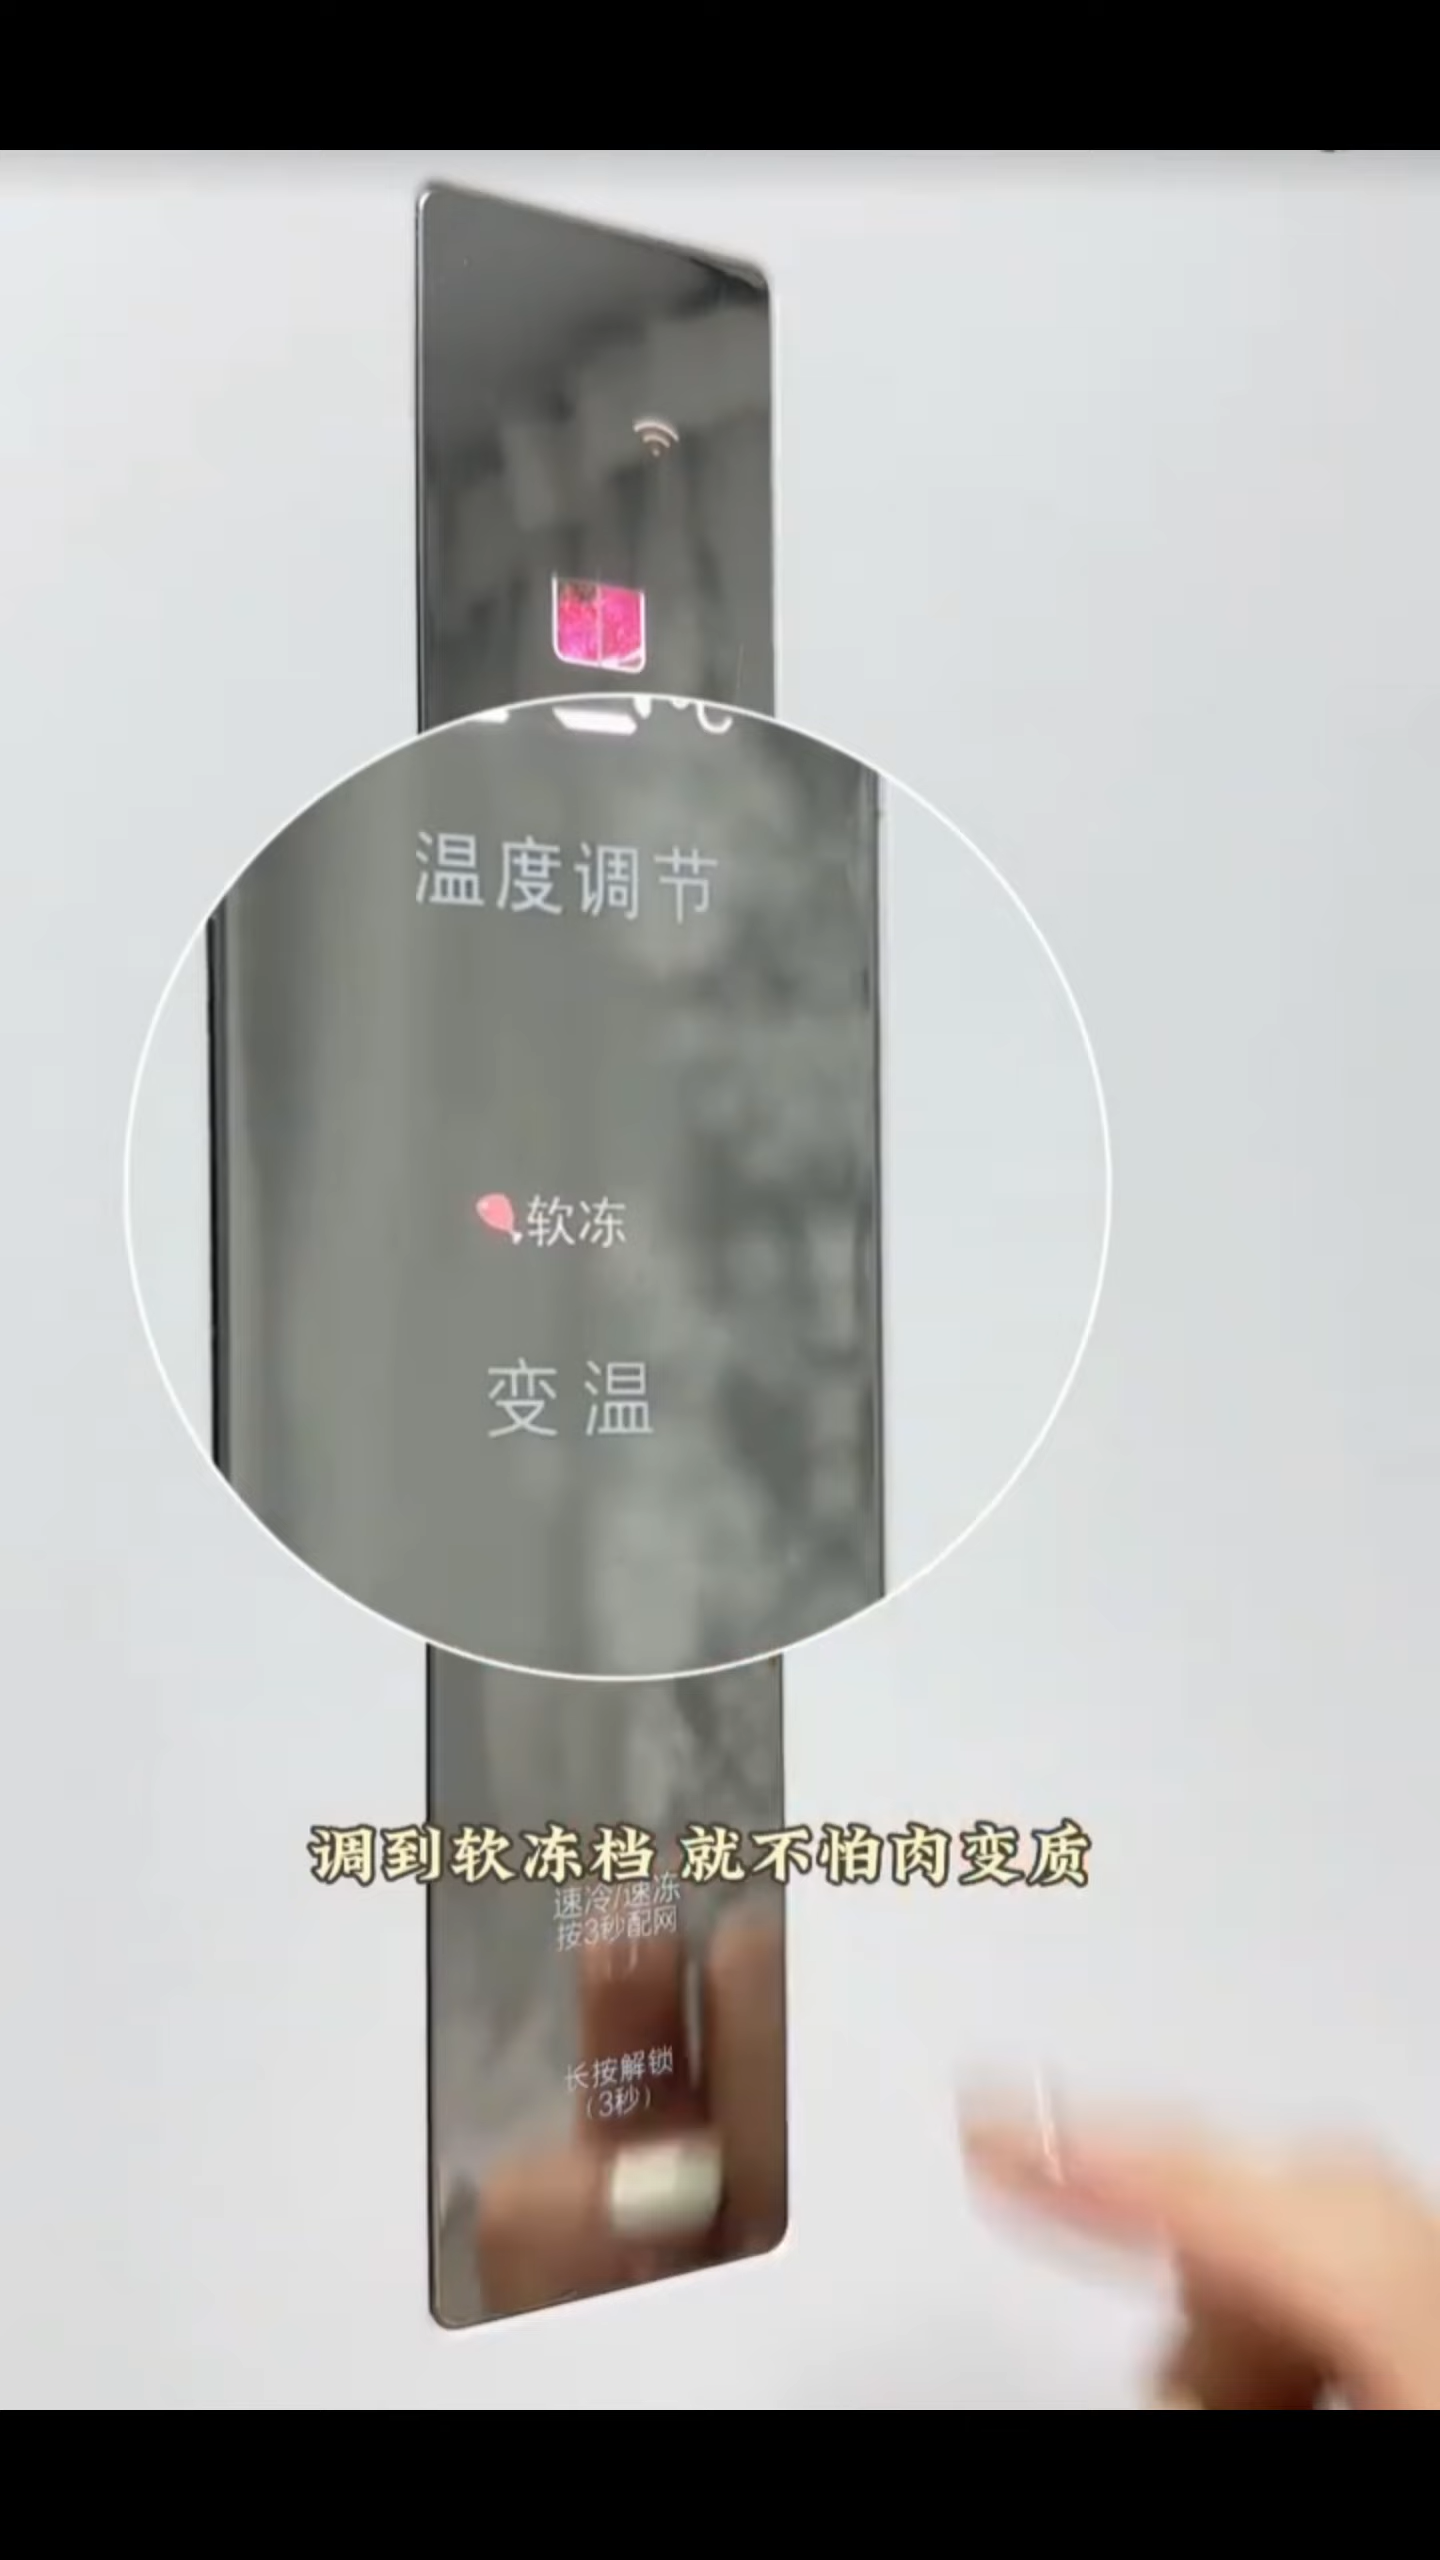 温度调节
软冻
变温
调到软冻档 就不怕肉变质
速冷/速冻
按3秒配网
长按解锁
(3秒)